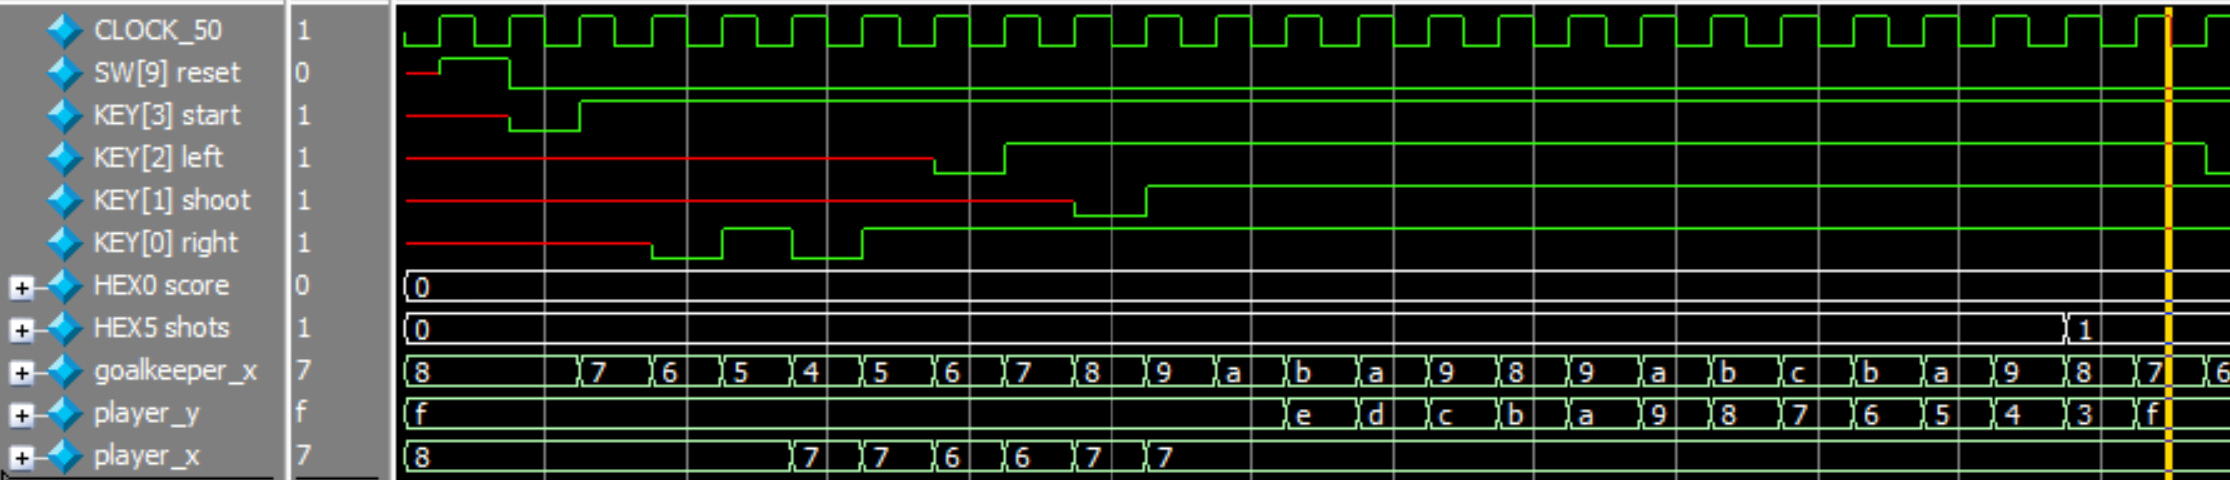 CLOCK_50 1
SW[9] reset 0
KEY[3] start 1
KEY[2] left 1
KEY[1] shoot 1
KEY[0] right 1
HEX0 score 0 0
HEX5 shots 1 0 1
goalkeeper_x 7 8 7 6 5 4 5 6 7 8 9 a b a 9 8 9 a b c b a 9 8 7 6
player_y f f e d c b a 9 8 7 6 5 4 3 f
player_x 7 8 7 7 6 6 7 7